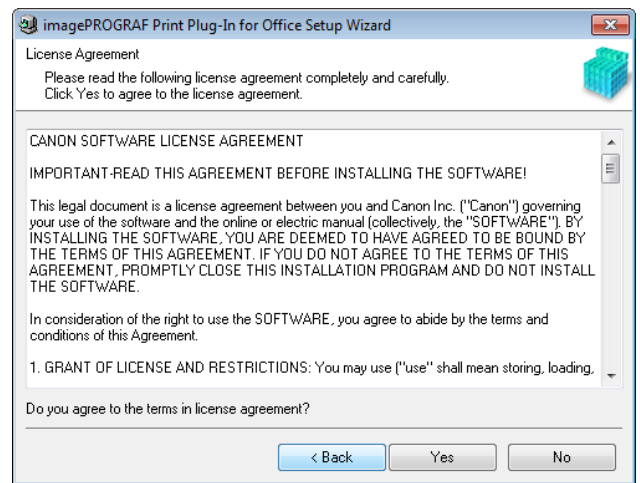 imagePROGRAF Print Plug-In for Office Setup Wizard
License Agreement
Please read the following license agreement completely and carefully.
Click Yes to agree to the license agreement.
CANON SOFTWARE LICENSE AGREEMENT
IMPORTANT-READ THIS AGREEMENT BEFORE INSTALLING THE SOFTWARE!
This legal document is a license agreement between you and Canon Inc. ("Canon") governing
your use of the software and the online or electric manual (collectively, the "SOFTWARE"). BY
INSTALLING THE SOFTWARE, YOU ARE DEEMED TO HAVE AGREED TO BE BOUND BY
THE TERMS OF THIS AGREEMENT. IF YOU DO NOT AGREE TO THE TERMS OF THIS
AGREEMENT, PROMPTLY CLOSE THIS INSTALLATION PROGRAM AND DO NOT INSTALL
THE SOFTWARE.
In consideration of the right to use the SOFTWARE, you agree to abide by the terms and
conditions of this Agreement.
1. GRANT OF LICENSE AND RESTRICTIONS: You may use ("use" shall mean storing, loading,
Do you agree to the terms in license agreement?
< Back
Yes
No